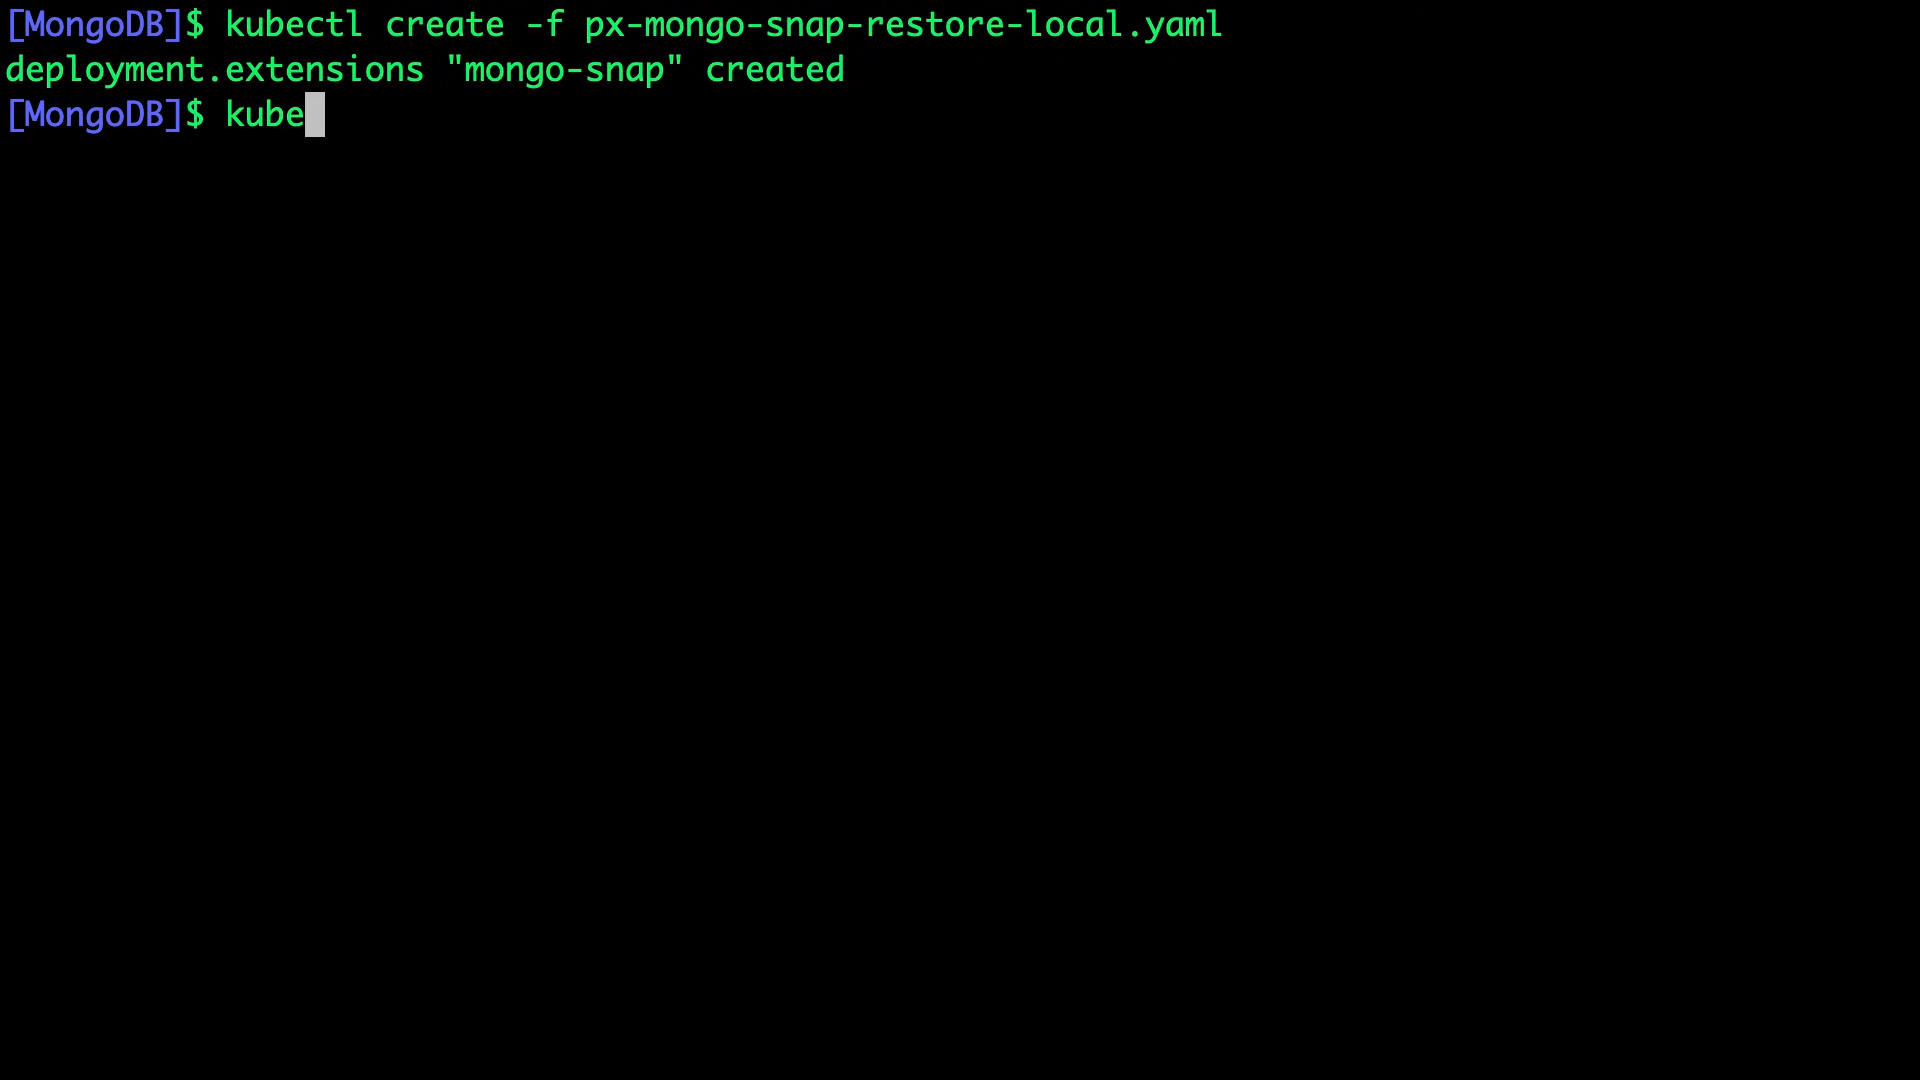 [MongoDB]$ kubectl create -f px-mongo-snap-restore-local.yaml
deployment.extensions "mongo-snap" created
[MongoDB]$ kube